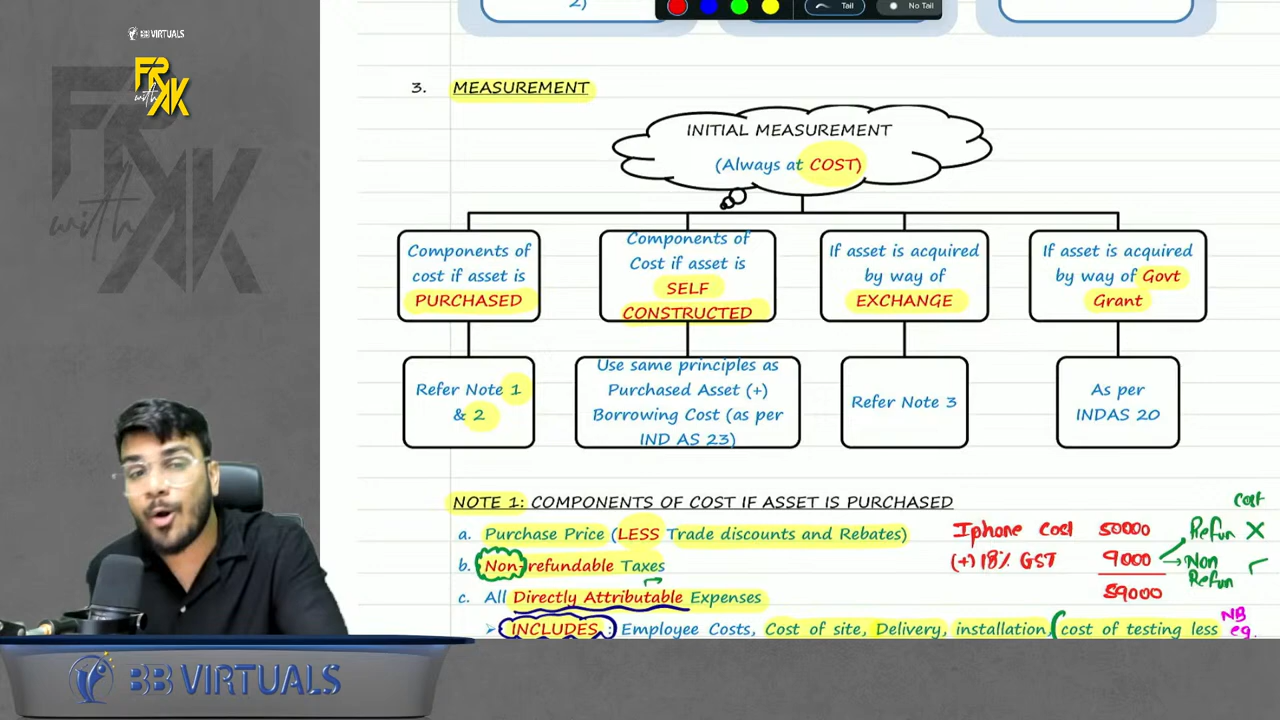 BB VIRTUALS
FR
with
AK
FR
with
AK
2)
Tail
No Tail
3. MEASUREMENT
INITIAL MEASUREMENT
(Always at COST)
Components of
cost if asset is
PURCHASED
Components of
Cost if asset is
SELF
CONSTRUCTED
If asset is acquired
by way of
EXCHANGE
If asset is acquired
by way of Govt
Grant
Refer Note 1
& 2
Use same principles as
Purchased Asset (+)
Borrowing Cost (as per
IND AS 23)
Refer Note 3
As per
INDAS 20
NOTE 1: COMPONENTS OF COST IF ASSET IS PURCHASED
a. Purchase Price (LESS Trade discounts and Rebates)
b. Non-refundable Taxes
c. All Directly Attributable Expenses
➢ INCLUDES : Employee Costs, Cost of site, Delivery, installation, cost of testing less
Cost
Iphone Cost 50000
Refun X
(+) 18% GST 9000 → Non
Refun
59000
NB
eg.
BB VIRTUALS